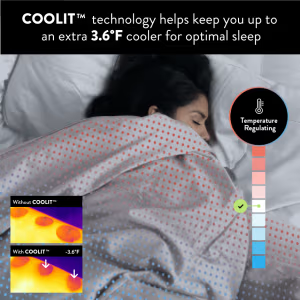 COOLIT™ technology helps keep you up to
an extra 3.6°F cooler for optimal sleep
Temperature
Regulating
Without COOLIT™
With COOLIT™ -3.6°F